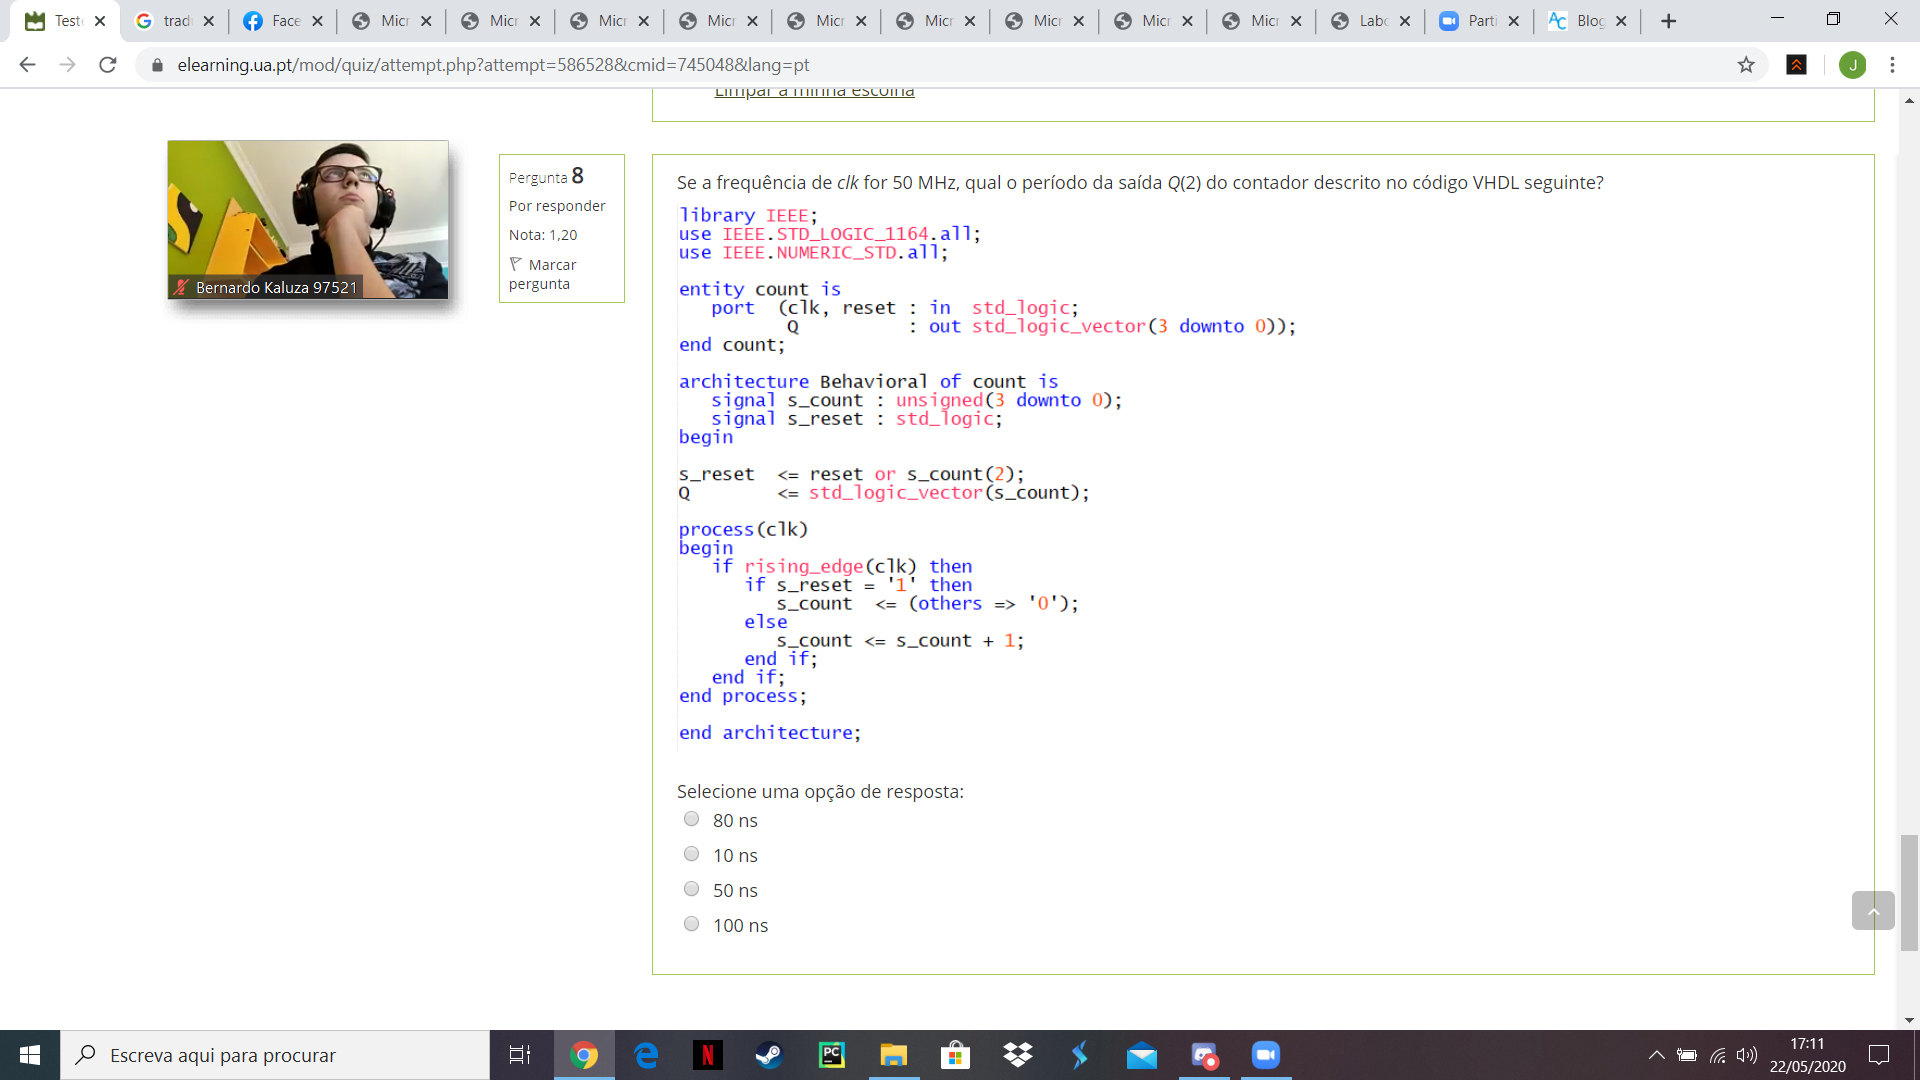 Test
trad
Face
Micr
Micr
Micr
Micr
Micr
Micr
Micr
Micr
Micr
Labo
Parti
Blog
elearning.ua.pt/mod/quiz/attempt.php?attempt=586528&cmid=745048&lang=pt
J
Limpar a minha escolha
Bernardo Kaluza 97521
Pergunta 8
Por responder
Nota: 1,20
Marcar
pergunta
Se a frequência de clk for 50 MHz, qual o período da saída Q(2) do contador descrito no código VHDL seguinte?
library IEEE;
use IEEE.STD_LOGIC_1164.all;
use IEEE.NUMERIC_STD.all;
entity count is
port (clk, reset : in std_logic;
Q : out std_logic_vector(3 downto 0));
end count;
architecture Behavioral of count is
signal s_count : unsigned(3 downto 0);
signal s_reset : std_logic;
begin
s_reset <= reset or s_count(2);
Q <= std_logic_vector(s_count);
process(clk)
begin
if rising_edge(clk) then
if s_reset = '1' then
s_count <= (others => '0');
else
s_count <= s_count + 1;
end if;
end if;
end process;
end architecture;
Selecione uma opção de resposta:
80 ns
10 ns
50 ns
100 ns
Escreva aqui para procurar
17:11
22/05/2020